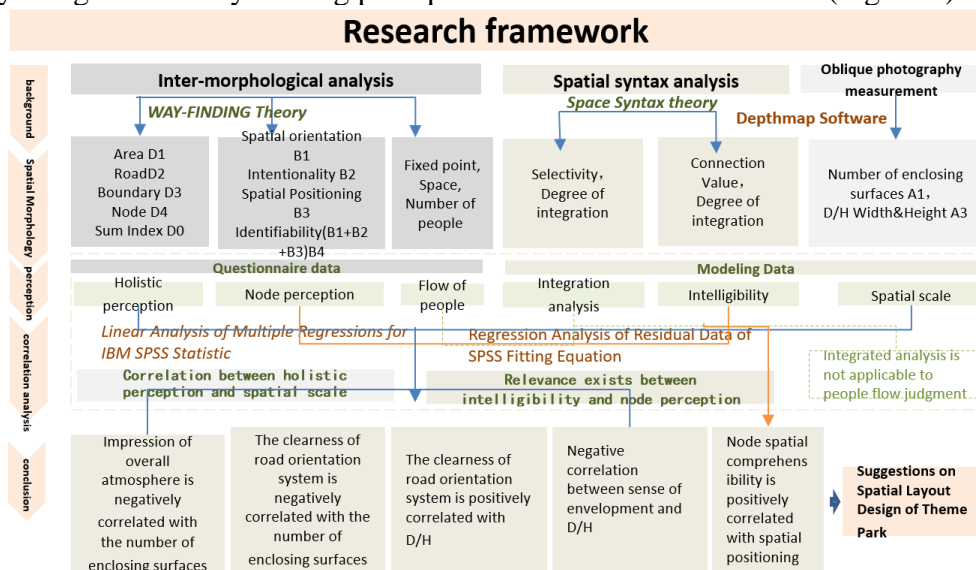 Research framework
background
Spatial Morphology
perception
correlation analysis
conclusion
Inter-morphological analysis
WAY-FINDING Theory
Area D1
RoadD2
Boundary D3
Node D4
Sum Index D0
Spatial orientation
B1
Intentionality B2
Spatial Positioning
B3
Identifiability(B1+B2
+B3)B4
Fixed point,
Space,
Number of
people
Spatial syntax analysis
Space Syntax theory
Oblique photography
measurement
Depthmap Software
Selectivity,
Degree of
integration
Connection
Value,
Degree of
integration
Number of enclosing
surfaces A1,
D/H Width&Height A3
Questionnaire data
Modeling Data
Holistic
perception
Node perception
Flow of
people
Integration
analysis
Intelligibility
Spatial scale
Linear Analysis of Multiple Regressions for
IBM SPSS Statistic
Regression Analysis of Residual Data of
SPSS Fitting Equation
Integrated analysis is
not applicable to
people flow judgment
Correlation between holistic
perception and spatial scale
Relevance exists between
intelligibility and node perception
Impression of
overall
atmosphere is
negatively
correlated with
the number of
enclosing surfaces
The clearness of
road orientation
system is
negatively
correlated with the
number of
enclosing surfaces
The clearness of
road orientation
system is positively
correlated with
D/H
Negative
correlation
between sense of
envelopment and
D/H
Node spatial
comprehens
ibility is
positively
correlated
with spatial
positioning
Suggestions on
Spatial Layout
Design of Theme
Park